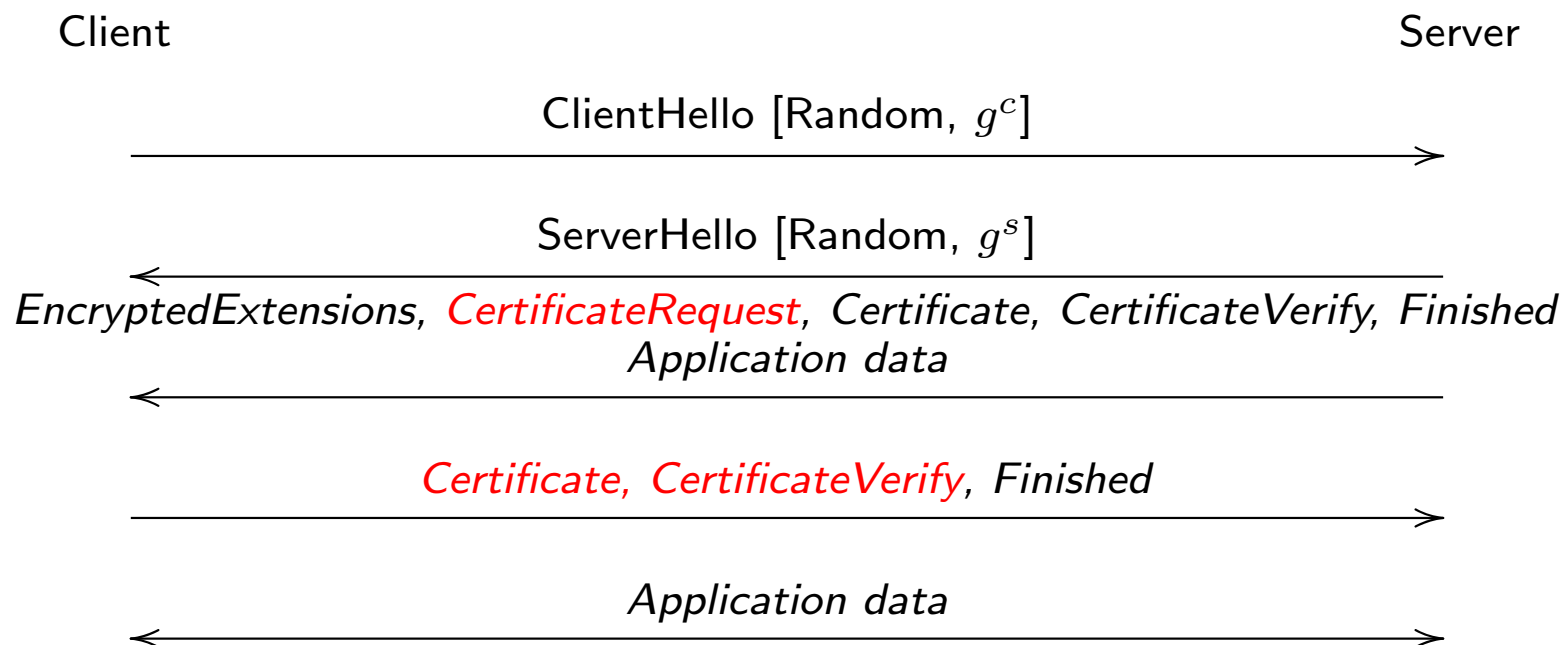 Client Server
ClientHello [Random, g^c]
ServerHello [Random, g^s]
EncryptedExtensions, CertificateRequest, Certificate, CertificateVerify, Finished
Application data
Certificate, CertificateVerify, Finished
Application data